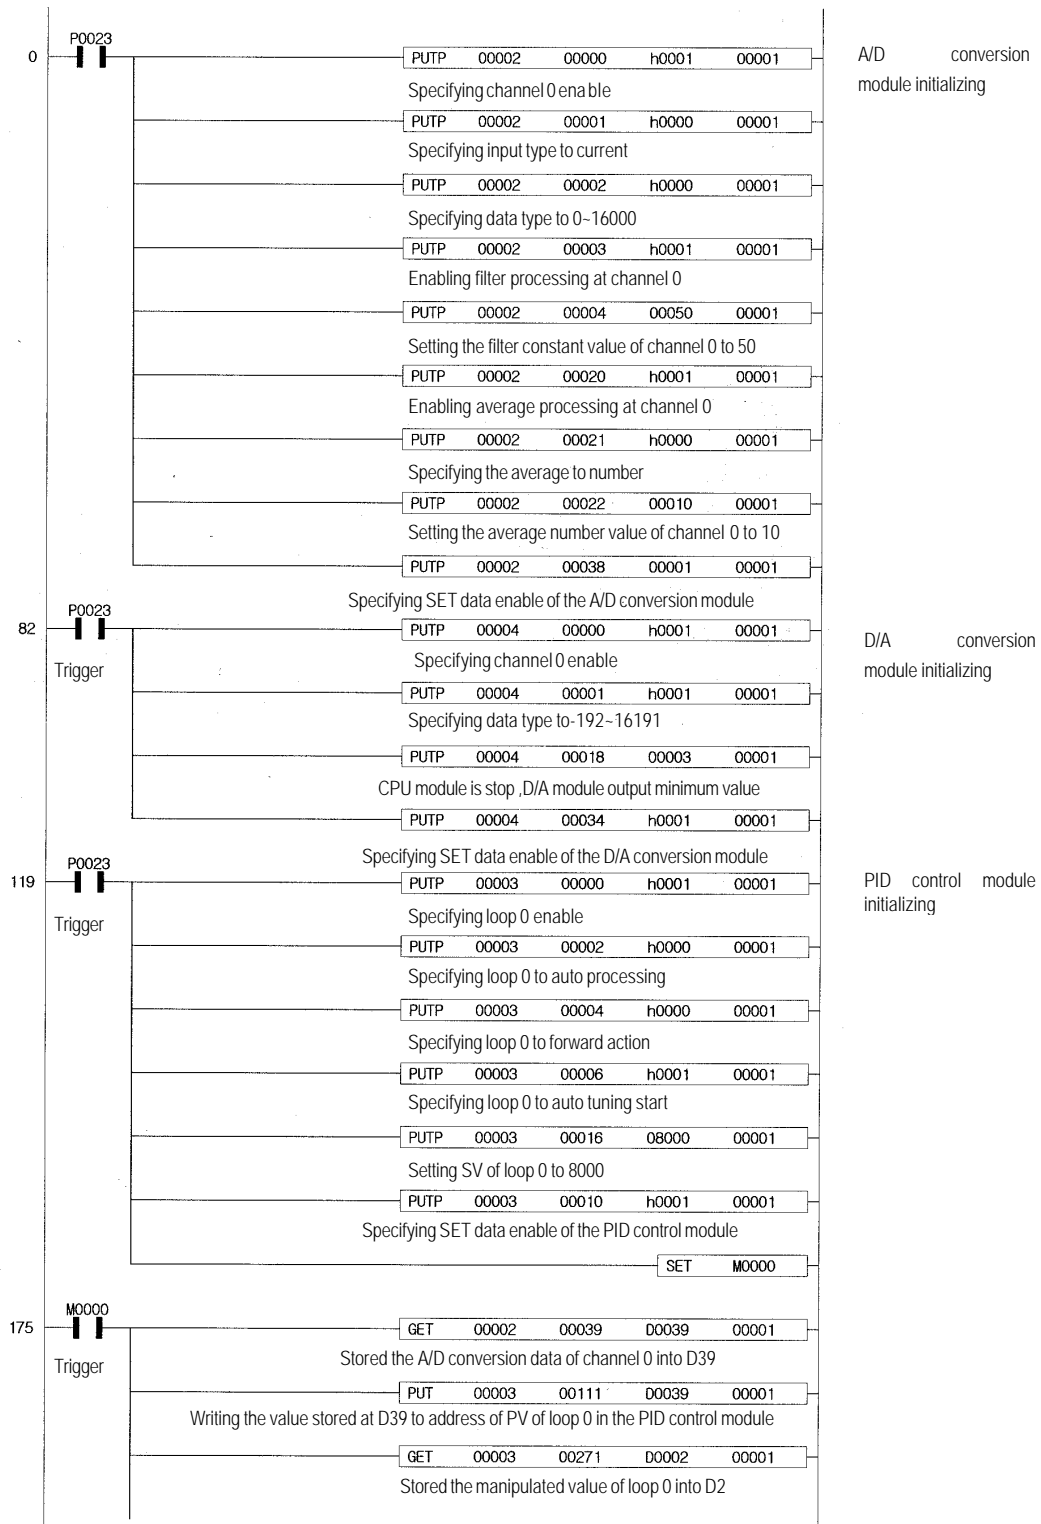 P0023
0 PUTP 00002 00000 h0001 00001 A/D conversion
module initializing
Specifying channel 0 enable
PUTP 00002 00001 h0000 00001
Specifying input type to current
PUTP 00002 00002 h0000 00001
Specifying data type to 0~16000
PUTP 00002 00003 h0001 00001
Enabling filter processing at channel 0
PUTP 00002 00004 00050 00001
Setting the filter constant value of channel 0 to 50
PUTP 00002 00020 h0001 00001
Enabling average processing at channel 0
PUTP 00002 00021 h0000 00001
Specifying the average to number
PUTP 00002 00022 00010 00001
Setting the average number value of channel 0 to 10
PUTP 00002 00038 00001 00001
Specifying SET data enable of the A/D conversion module
P0023
82 PUTP 00004 00000 h0001 00001 D/A conversion
module initializing
Trigger Specifying channel 0 enable
PUTP 00004 00001 h0001 00001
Specifying data type to-192~16191
PUTP 00004 00018 00003 00001
CPU module is stop ,D/A module output minimum value
PUTP 00004 00034 h0001 00001
Specifying SET data enable of the D/A conversion module
P0023
119 PUTP 00003 00000 h0001 00001 PID control module
initializing
Trigger Specifying loop 0 enable
PUTP 00003 00002 h0000 00001
Specifying loop 0 to auto processing
PUTP 00003 00004 h0000 00001
Specifying loop 0 to forward action
PUTP 00003 00006 h0001 00001
Specifying loop 0 to auto tuning start
PUTP 00003 00016 08000 00001
Setting SV of loop 0 to 8000
PUTP 00003 00010 h0001 00001
Specifying SET data enable of the PID control module
SET M0000
M0000
175 GET 00002 00039 D0039 00001
Trigger Stored the A/D conversion data of channel 0 into D39
PUT 00003 00111 D0039 00001
Writing the value stored at D39 to address of PV of loop 0 in the PID control module
GET 00003 00271 D0002 00001
Stored the manipulated value of loop 0 into D2